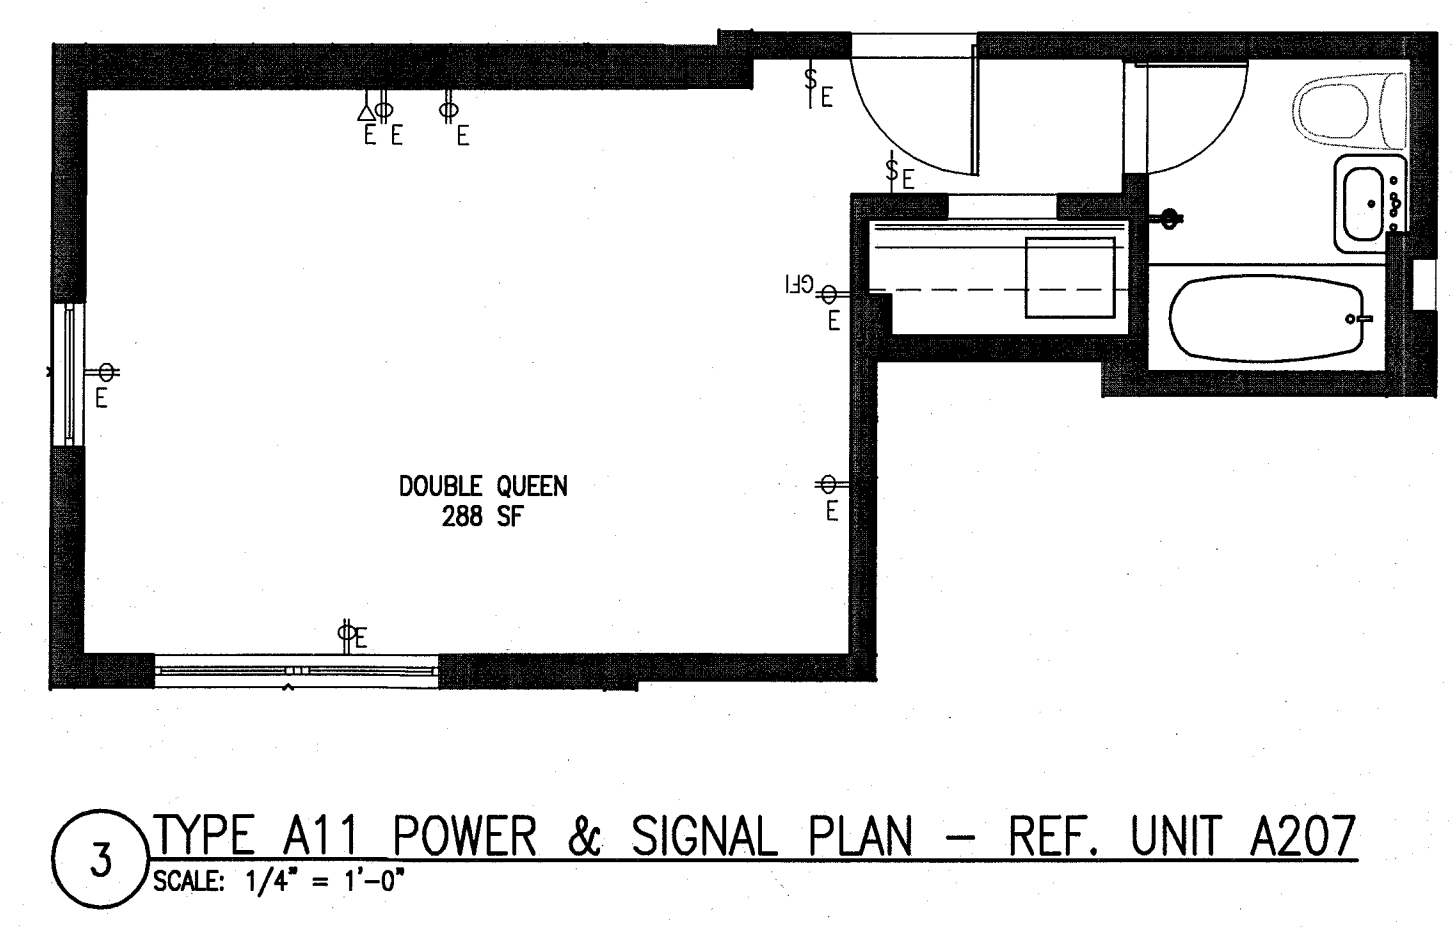 S
E
E
E
E
S
E
GFI
E
E
E
DOUBLE QUEEN
288 SF
E
3
TYPE A11 POWER & SIGNAL PLAN – REF. UNIT A207
SCALE: 1/4" = 1'-0"